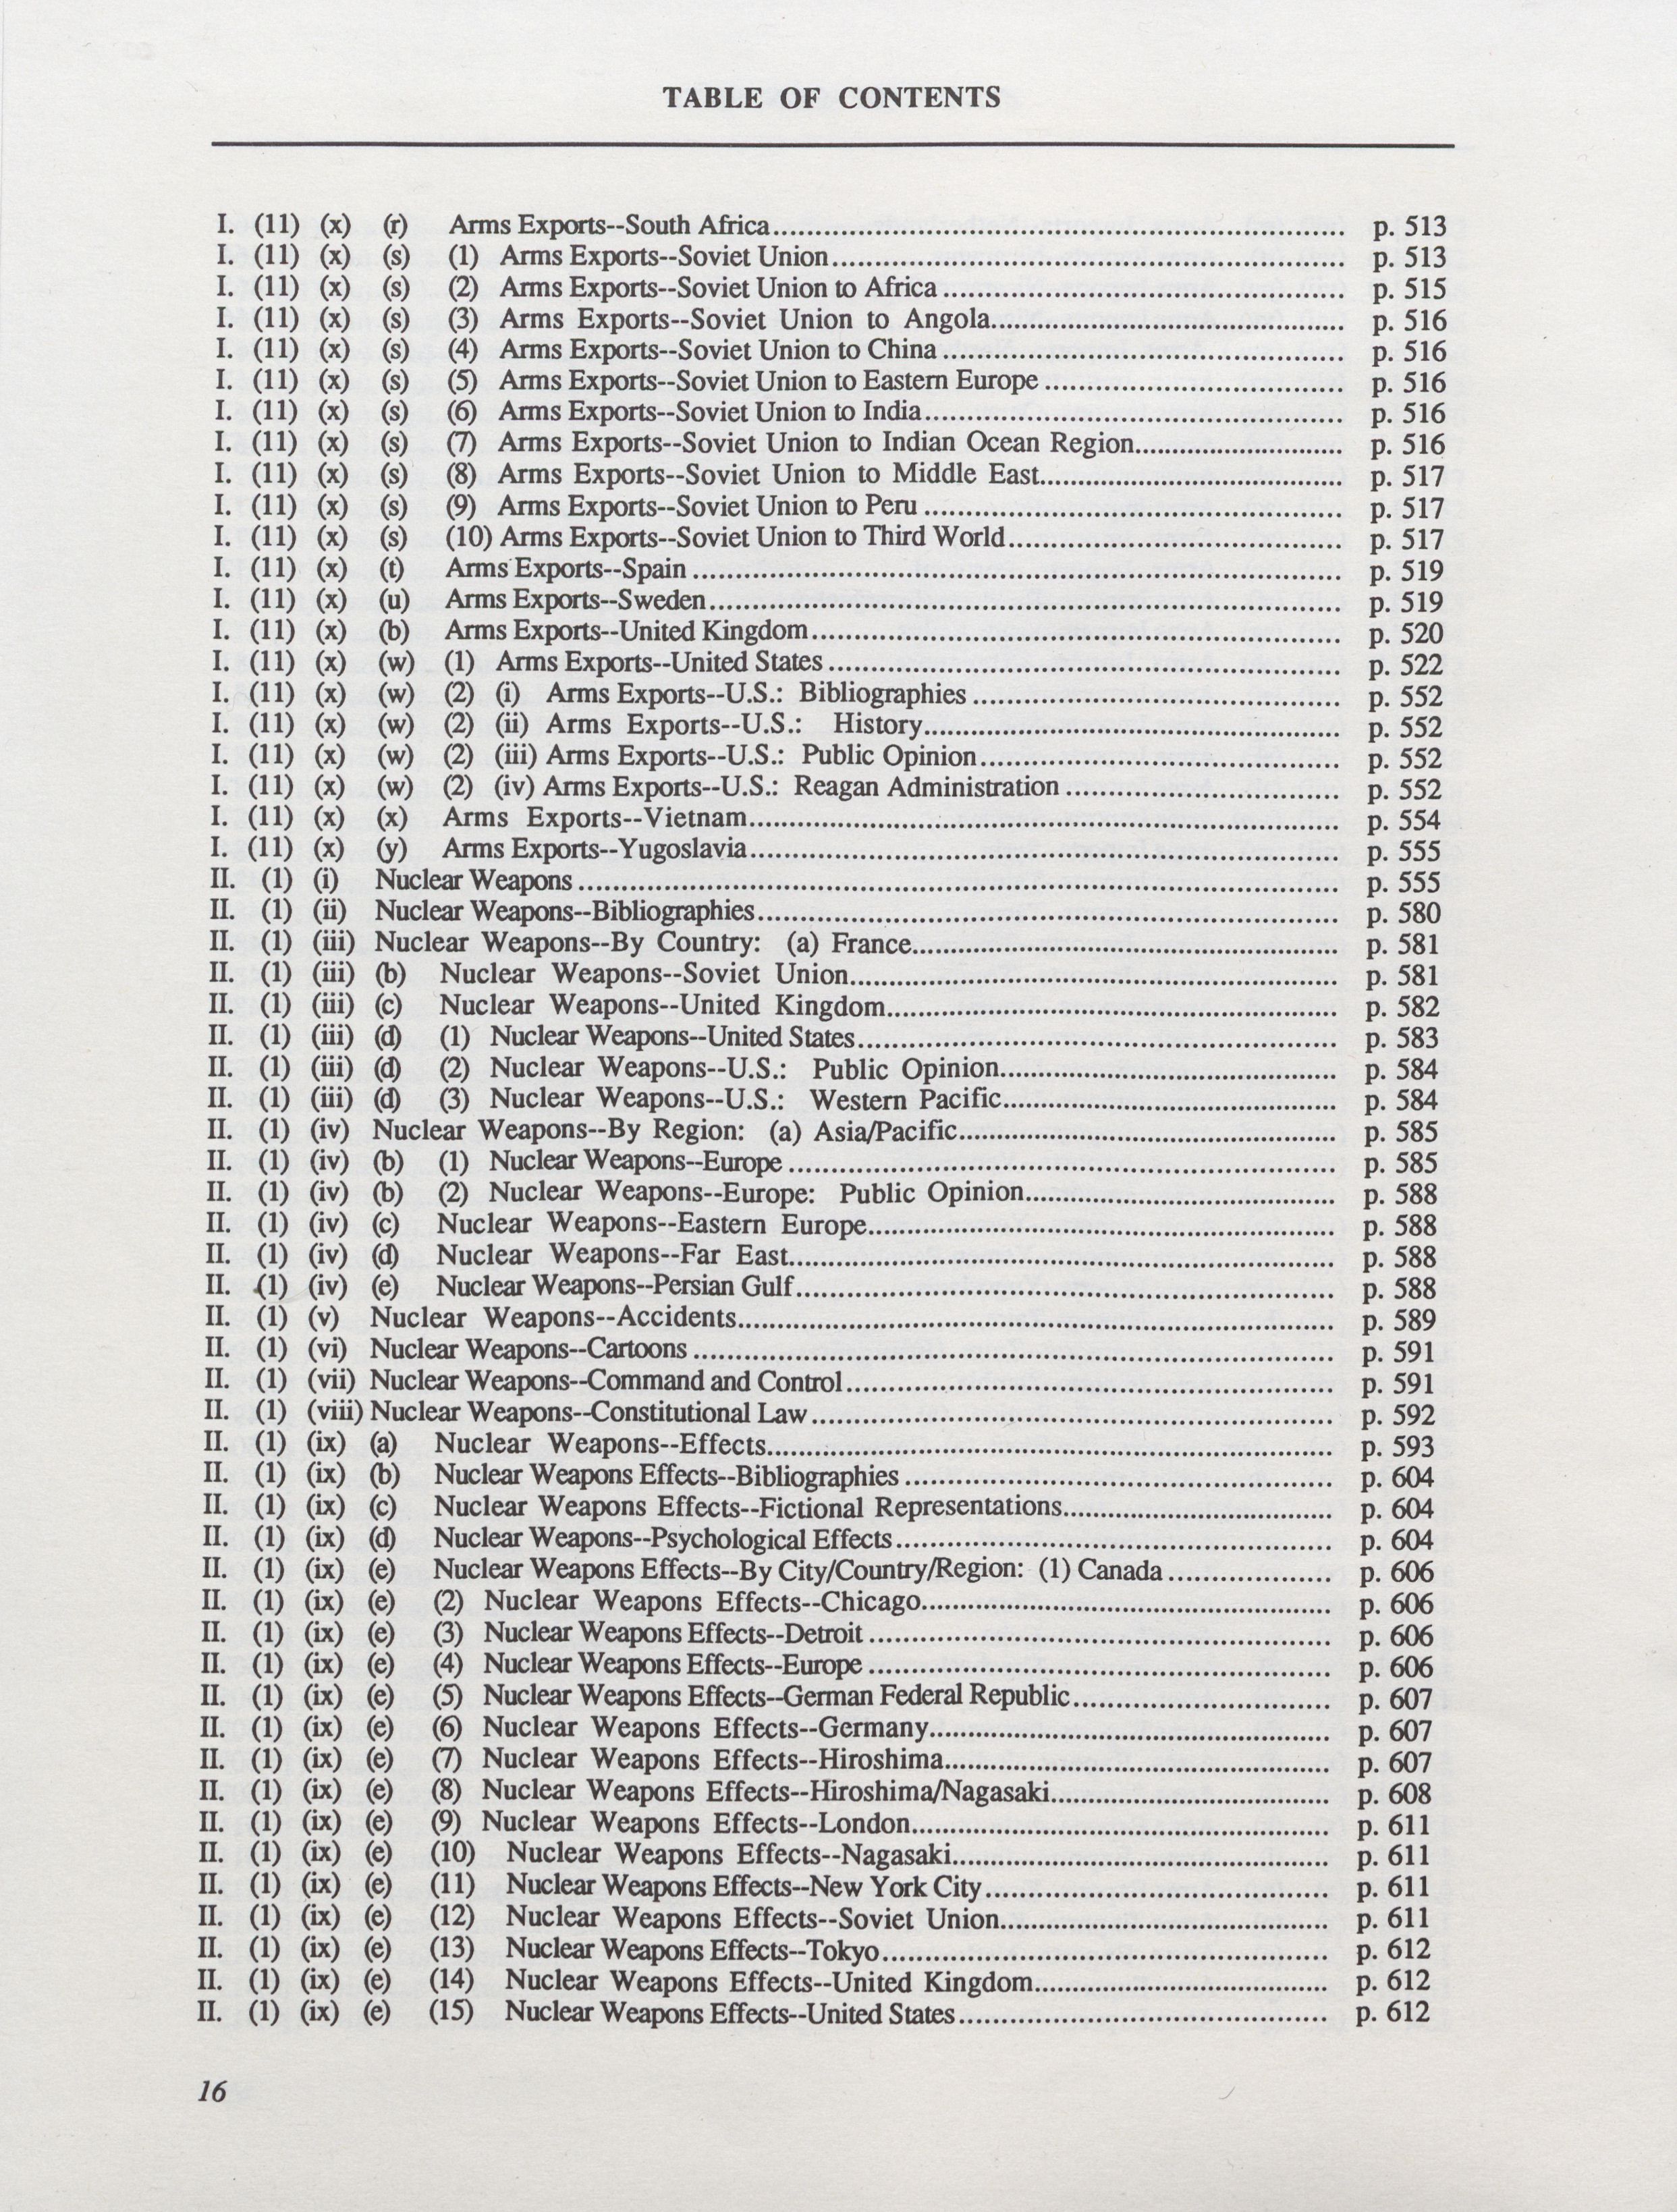 TABLE OF CONTENTS
I. (11) (x) (r) Arms Exports--South Africa.................... p. 513
I. (11) (x) (s) (1) Arms Exports--Soviet Union.................... p. 513
I. (11) (x) (s) (2) Arms Exports--Soviet Union to Africa.................... p. 515
I. (11) (x) (s) (3) Arms Exports--Soviet Union to Angola.................... p. 516
I. (11) (x) (s) (4) Arms Exports--Soviet Union to China.................... p. 516
I. (11) (x) (s) (5) Arms Exports--Soviet Union to Eastern Europe.................... p. 516
I. (11) (x) (s) (6) Arms Exports--Soviet Union to India.................... p. 516
I. (11) (x) (s) (7) Arms Exports--Soviet Union to Indian Ocean Region.................... p. 516
I. (11) (x) (s) (8) Arms Exports--Soviet Union to Middle East.................... p. 517
I. (11) (x) (s) (9) Arms Exports--Soviet Union to Peru.................... p. 517
I. (11) (x) (s) (10) Arms Exports--Soviet Union to Third World.................... p. 517
I. (11) (x) (t) Arms Exports--Spain.................... p. 519
I. (11) (x) (u) Arms Exports--Sweden.................... p. 519
I. (11) (x) (b) Arms Exports--United Kingdom.................... p. 520
I. (11) (x) (w) (1) Arms Exports--United States.................... p. 522
I. (11) (x) (w) (2) (i) Arms Exports--U.S.: Bibliographies.................... p. 552
I. (11) (x) (w) (2) (ii) Arms Exports--U.S.: History.................... p. 552
I. (11) (x) (w) (2) (iii) Arms Exports--U.S.: Public Opinion.................... p. 552
I. (11) (x) (w) (2) (iv) Arms Exports--U.S.: Reagan Administration.................... p. 552
I. (11) (x) (x) Arms Exports--Vietnam.................... p. 554
I. (11) (x) (y) Arms Exports--Yugoslavia.................... p. 555
II. (1) (i) Nuclear Weapons.................... p. 555
II. (1) (ii) Nuclear Weapons--Bibliographies.................... p. 580
II. (1) (iii) Nuclear Weapons--By Country: (a) France.................... p. 581
II. (1) (iii) (b) Nuclear Weapons--Soviet Union.................... p. 581
II. (1) (iii) (c) Nuclear Weapons--United Kingdom.................... p. 582
II. (1) (iii) (d) (1) Nuclear Weapons--United States.................... p. 583
II. (1) (iii) (d) (2) Nuclear Weapons--U.S.: Public Opinion.................... p. 584
II. (1) (iii) (d) (3) Nuclear Weapons--U.S.: Western Pacific.................... p. 584
II. (1) (iv) Nuclear Weapons--By Region: (a) Asia/Pacific.................... p. 585
II. (1) (iv) (b) (1) Nuclear Weapons--Europe.................... p. 585
II. (1) (iv) (b) (2) Nuclear Weapons--Europe: Public Opinion.................... p. 588
II. (1) (iv) (c) Nuclear Weapons--Eastern Europe.................... p. 588
II. (1) (iv) (d) Nuclear Weapons--Far East.................... p. 588
II. (1) (iv) (e) Nuclear Weapons--Persian Gulf.................... p. 588
II. (1) (v) Nuclear Weapons--Accidents.................... p. 589
II. (1) (vi) Nuclear Weapons--Cartoons.................... p. 591
II. (1) (vii) Nuclear Weapons--Command and Control.................... p. 591
II. (1) (viii) Nuclear Weapons--Constitutional Law.................... p. 592
II. (1) (ix) (a) Nuclear Weapons--Effects.................... p. 593
II. (1) (ix) (b) Nuclear Weapons Effects--Bibliographies.................... p. 604
II. (1) (ix) (c) Nuclear Weapons Effects--Fictional Representations.................... p. 604
II. (1) (ix) (d) Nuclear Weapons--Psychological Effects.................... p. 604
II. (1) (ix) (e) Nuclear Weapons Effects--By City/Country/Region: (1) Canada.................... p. 606
II. (1) (ix) (e) (2) Nuclear Weapons Effects--Chicago.................... p. 606
II. (1) (ix) (e) (3) Nuclear Weapons Effects--Detroit.................... p. 606
II. (1) (ix) (e) (4) Nuclear Weapons Effects--Europe.................... p. 606
II. (1) (ix) (e) (5) Nuclear Weapons Effects--German Federal Republic.................... p. 607
II. (1) (ix) (e) (6) Nuclear Weapons Effects--Germany.................... p. 607
II. (1) (ix) (e) (7) Nuclear Weapons Effects--Hiroshima.................... p. 607
II. (1) (ix) (e) (8) Nuclear Weapons Effects--Hiroshima/Nagasaki.................... p. 608
II. (1) (ix) (e) (9) Nuclear Weapons Effects--London.................... p. 611
II. (1) (ix) (e) (10) Nuclear Weapons Effects--Nagasaki.................... p. 611
II. (1) (ix) (e) (11) Nuclear Weapons Effects--New York City.................... p. 611
II. (1) (ix) (e) (12) Nuclear Weapons Effects--Soviet Union.................... p. 611
II. (1) (ix) (e) (13) Nuclear Weapons Effects--Tokyo.................... p. 612
II. (1) (ix) (e) (14) Nuclear Weapons Effects--United Kingdom.................... p. 612
II. (1) (ix) (e) (15) Nuclear Weapons Effects--United States.................... p. 612
16